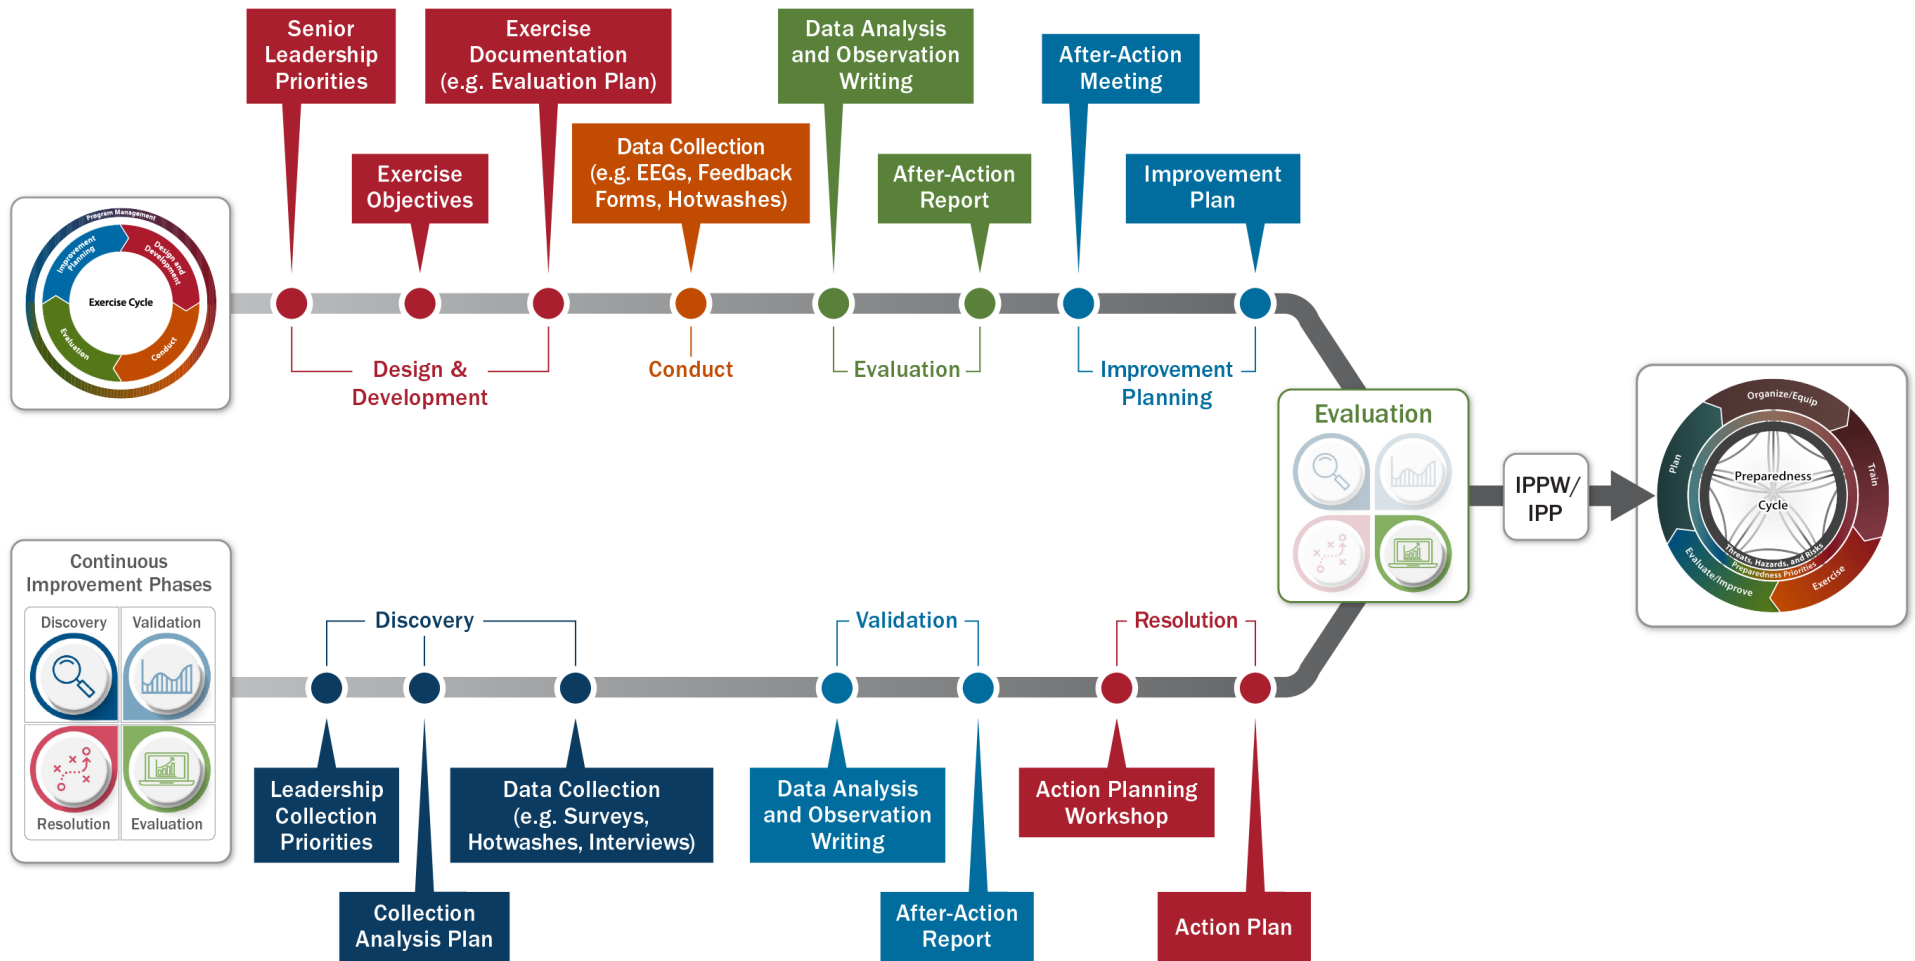 Senior
Leadership
Priorities
Exercise
Documentation
(e.g. Evaluation Plan)
Data Analysis
and Observation
Writing
After-Action
Meeting
Exercise
Objectives
Data Collection
(e.g. EEGs, Feedback
Forms, Hotwashes)
After-Action
Report
Improvement
Plan
Program Management
Improvement
Planning
Design and
Development
Exercise Cycle
Evaluation
Conduct
Design &
Development
Conduct
Evaluation
Improvement
Planning
Evaluation
IPPW/
IPP
Organize/Equip
Plan
Train
Preparedness
Cycle
Threats, Hazards, and Risks
Preparedness Priorities
Evaluate/Improve
Exercise
Continuous
Improvement Phases
Discovery
Validation
Resolution
Evaluation
Discovery
Validation
Resolution
Leadership
Collection
Priorities
Data Collection
(e.g. Surveys,
Hotwashes, Interviews)
Data Analysis
and Observation
Writing
Action Planning
Workshop
Collection
Analysis Plan
After-Action
Report
Action Plan